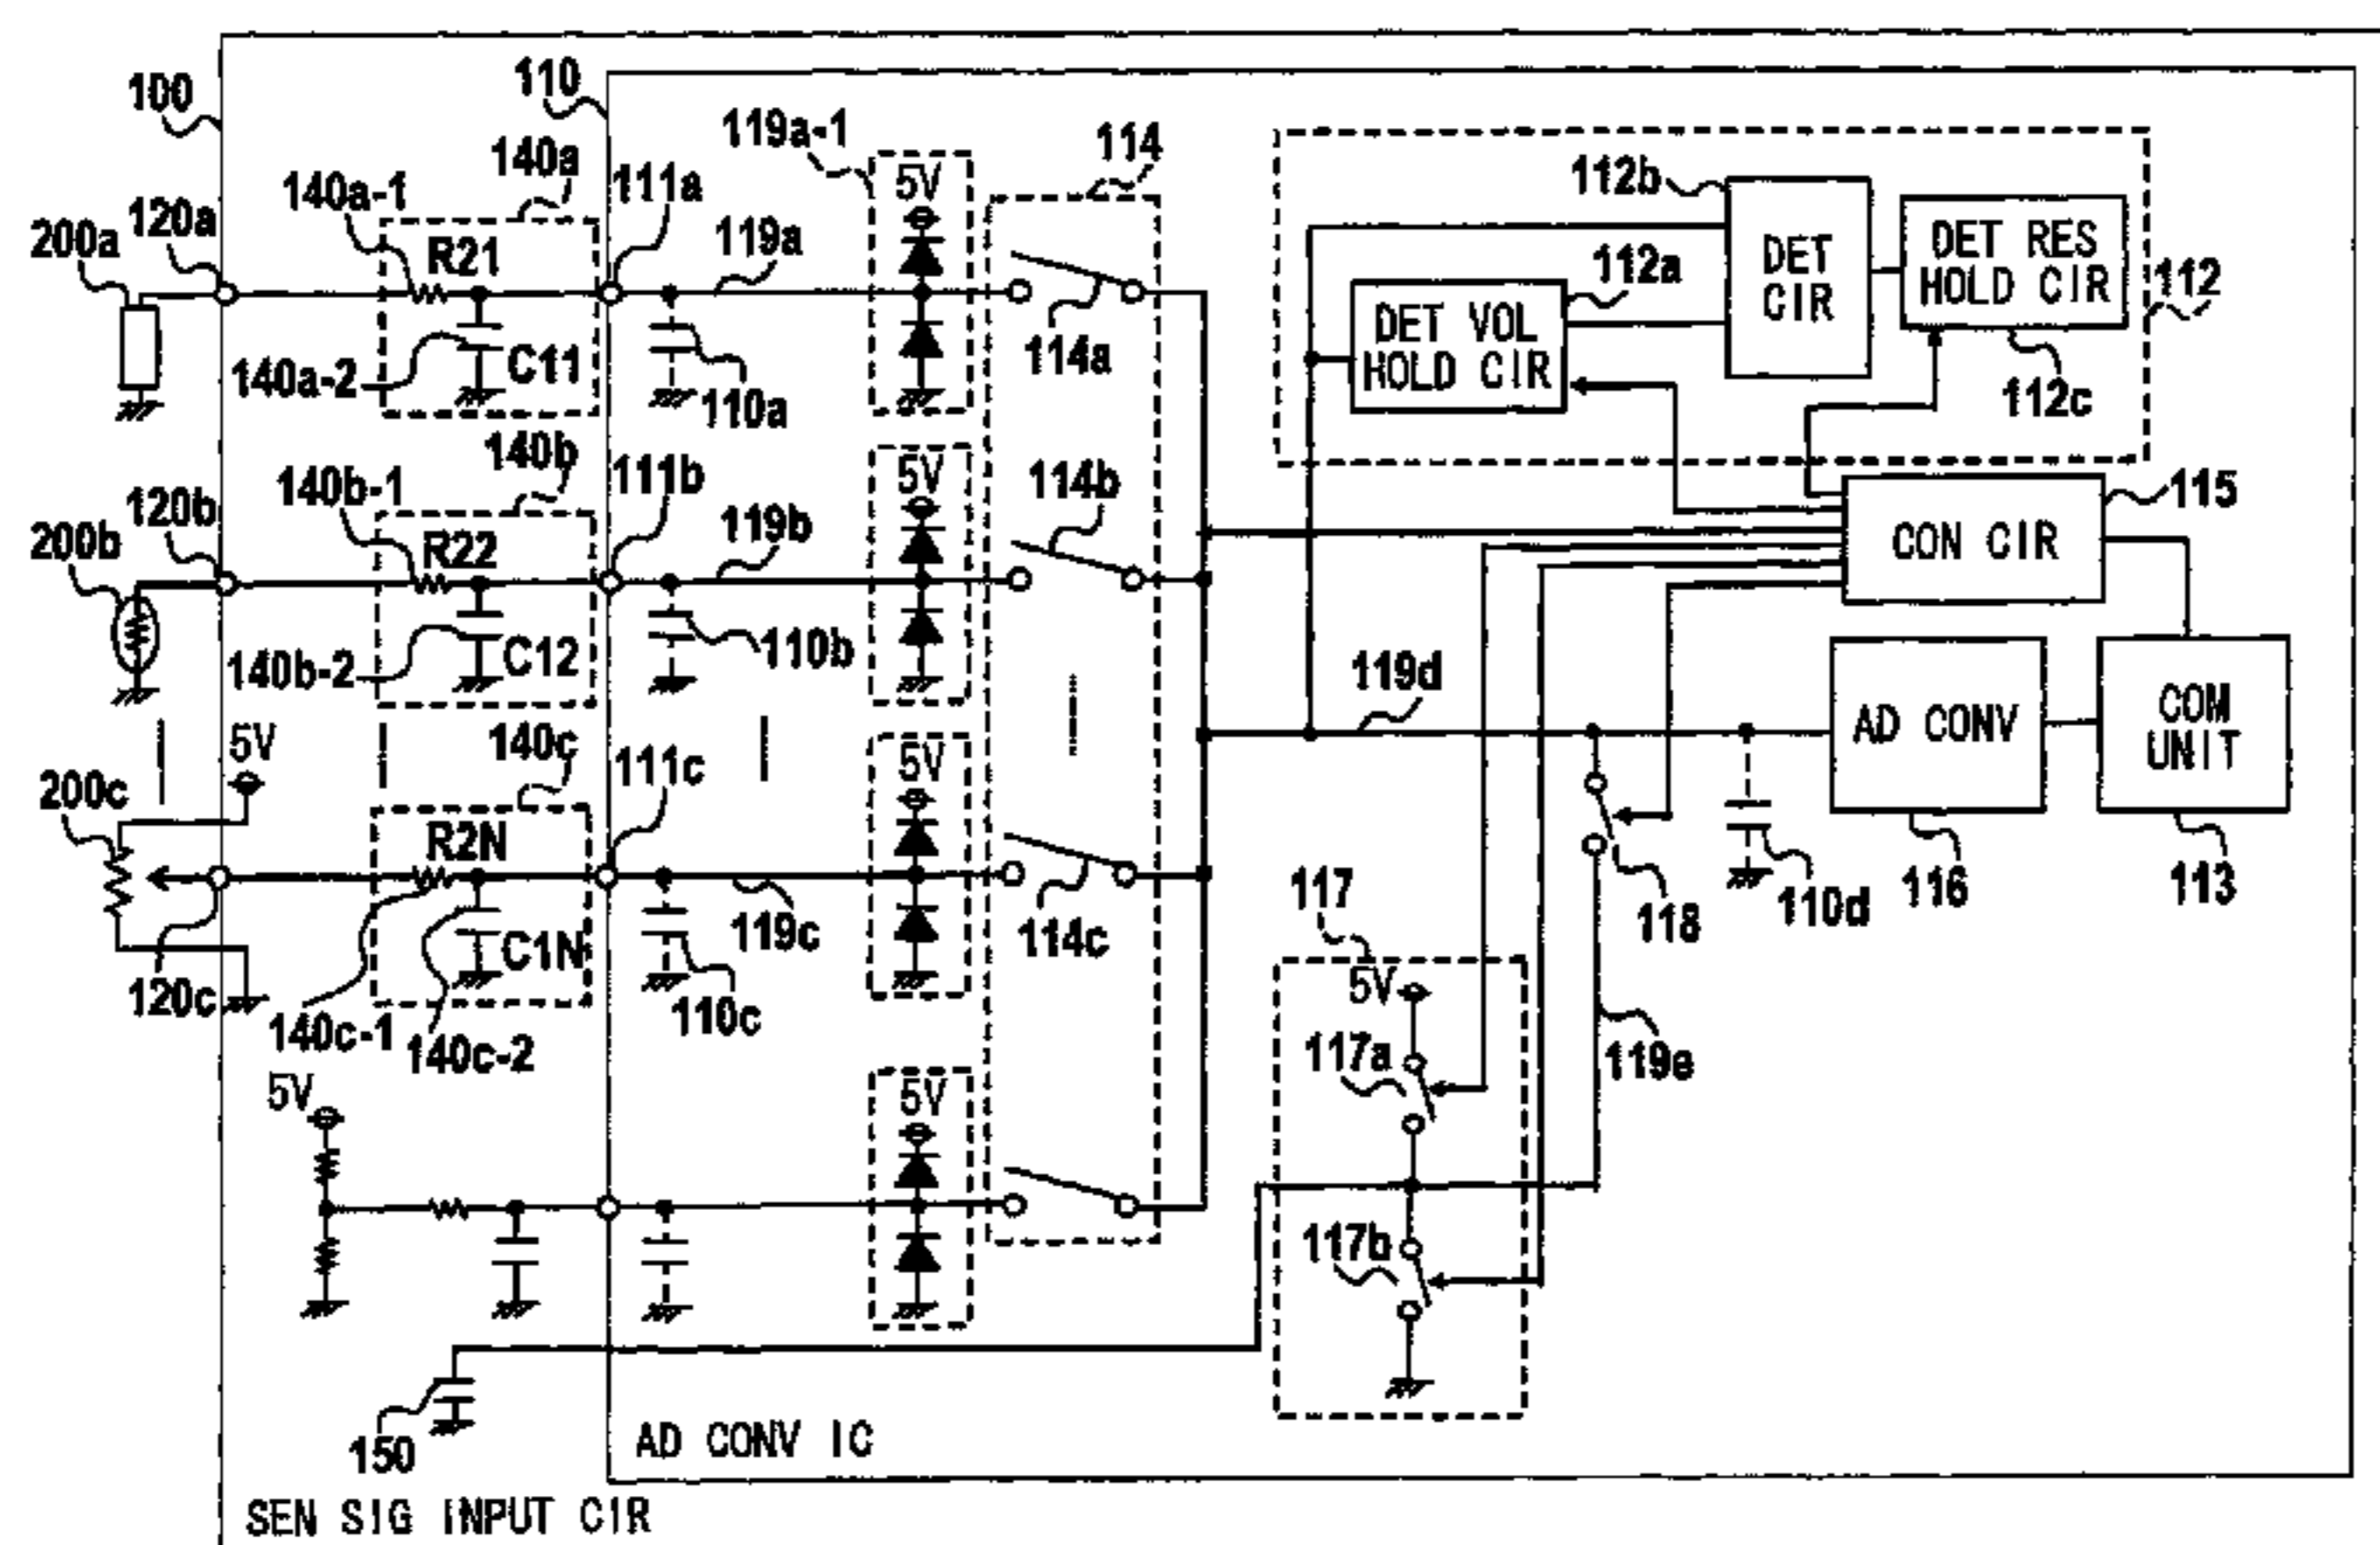 100
110
119a-1
114
140a
140a-1
111a
120a
200a
R21
119a
5V
114a
140a-2
C11
110a
112b
DET
CIR
DET RES
HOLD CIR
112a
112
DET VOL
HOLD CIR
112c
140b
140b-1
111b
5V
114b
115
120b
200b
R22
119b
CON CIR
140b-2
C12
110b
119d
AD CONV
COM
UNIT
5V
140c
111c
5V
200c
R2N
119c
114c
117
118
110d
116
113
120c
C1N
110c
140c-1
140c-2
5V
117a
119e
5V
5V
117b
150
AD CONV IC
SEN SIG INPUT CIR